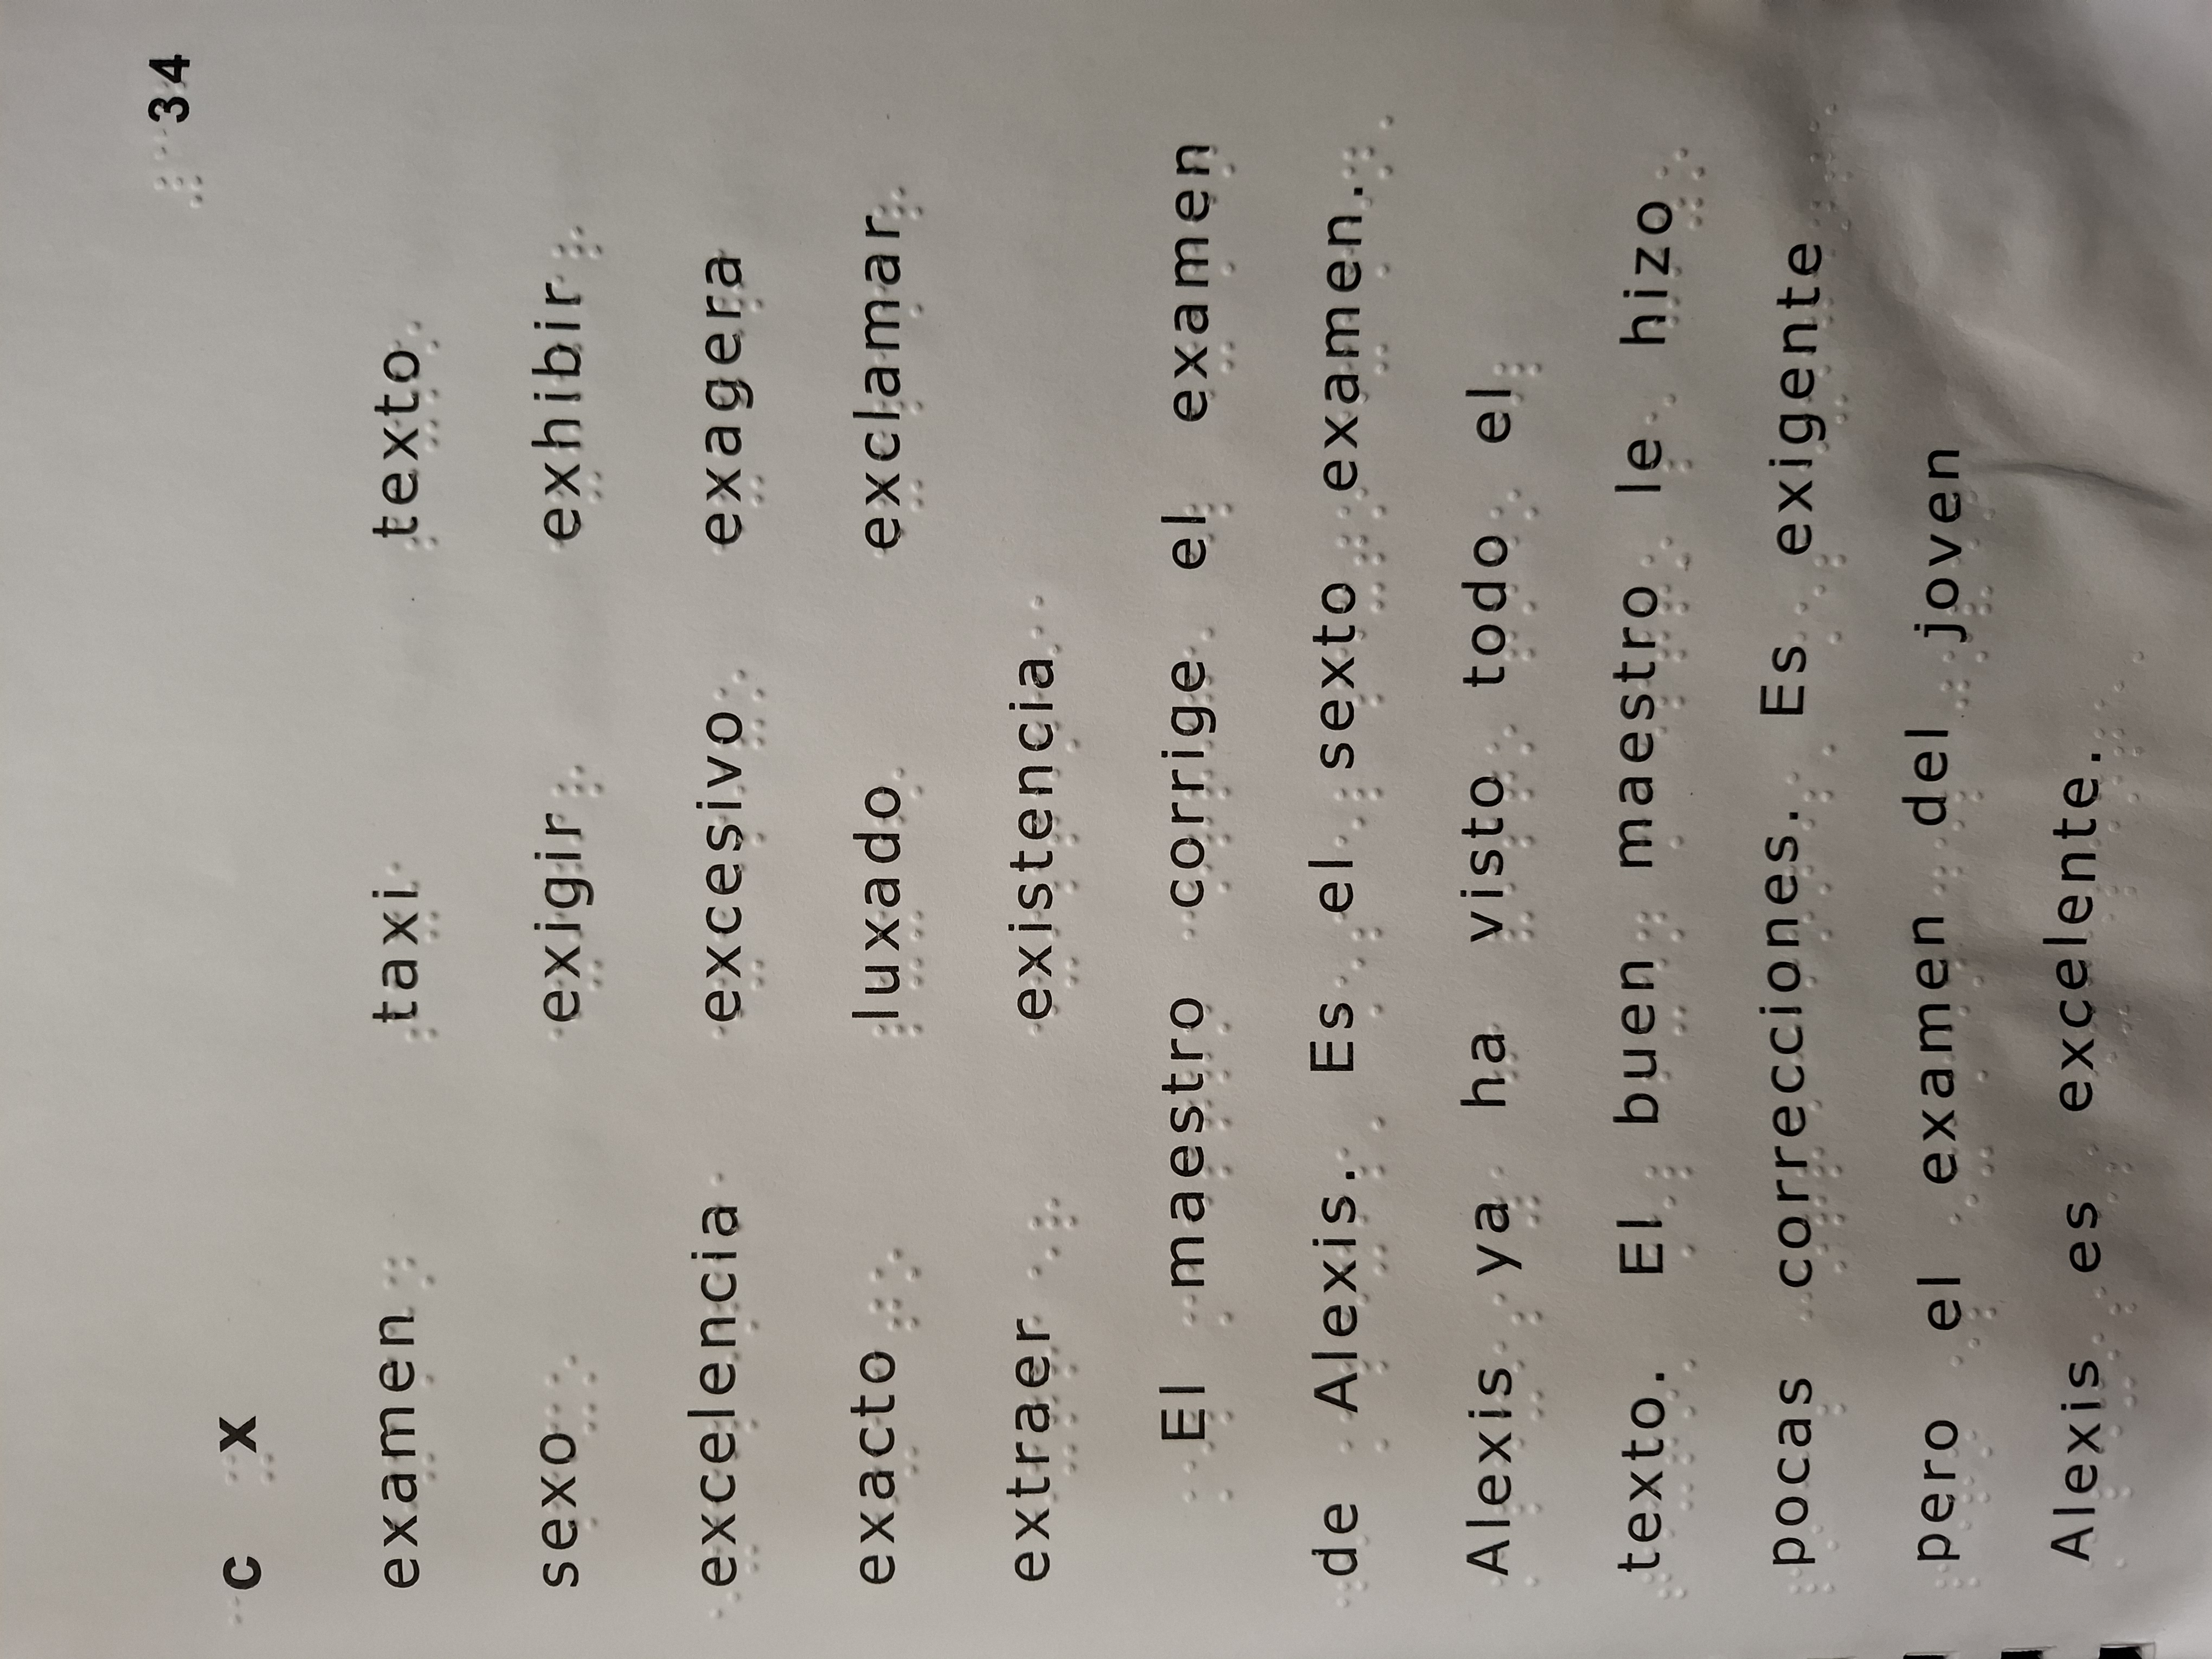 34
c x
examen taxi texto
sexo exigir exhibir
excelencia excesivo exagera
exacto luxado exclamar
extraer existencia
El maestro corrige el examen
de Alexis. Es el sexto examen.
Alexis ya ha visto todo el
texto. El buen maestro le hizo
pocas correcciones. Es exigente
pero el examen del joven
Alexis es excelente.